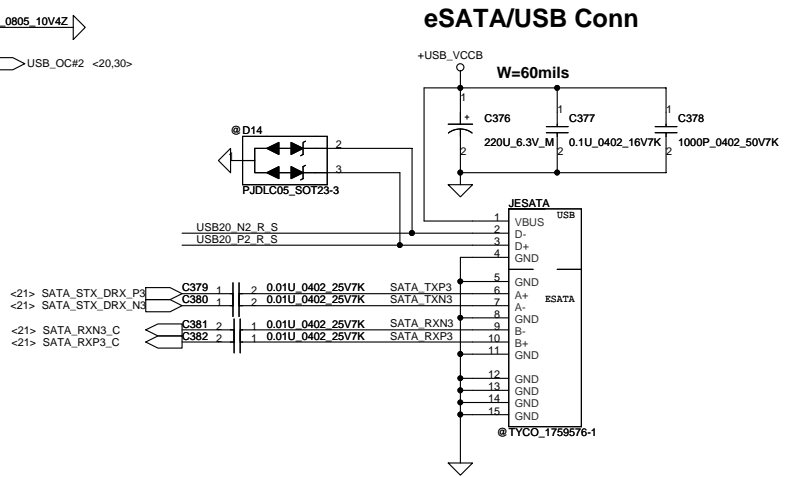 eSATA/USB Conn
_0805_10V4Z
USB_OC#2 <20,30>
+USB_VCCB
W=60mils
1 C376 220U_6.3V_M 2
+
1 C377 0.1U_0402_16V7K 2
1 C378 1000P_0402_50V7K 2
@ D14
2
3
PJDLC05_SOT23-3
JESATA
USB
USB20_N2_R_S
USB20_P2_R_S
1 VBUS
2 D-
3 D+
4 GND
ESATA
5 GND
<21> SATA_STX_DRX_P3 C379 1 2 0.01U_0402_25V7K SATA_TXP3 6 A+
<21> SATA_STX_DRX_N3 C380 1 2 0.01U_0402_25V7K SATA_TXN3 7 A-
8 GND
<21> SATA_RXN3_C C381 2 1 0.01U_0402_25V7K SATA_RXN3 9 B-
<21> SATA_RXP3_C C382 2 1 0.01U_0402_25V7K SATA_RXP3 10 B+
11 GND
12 GND
13 GND
14 GND
15 GND
@ TYCO_1759576-1